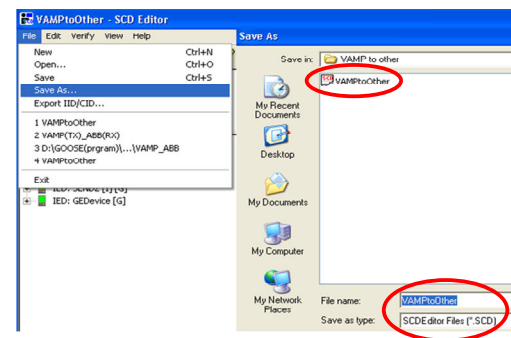 VAMPtoOther - SCD Editor
File Edit Verify View Help
New Ctrl+N
Open... Ctrl+O
Save Ctrl+S
Save As...
Export IID/CID...
1 VAMPtoOther
2 VAMP(TX)_ABB(RX)
3 D:\GOOSE(prgram)\...\VAMP_ABB
4 VAMPtoOther
Exit
IED: GEDevice [G]
Save As
Save in: VAMP to other
VAMPtoOther
My Recent
Documents
Desktop
My Documents
My Computer
My Network
Places
File name: VAMPtoOther
Save as type: SCDEditor Files (*.SCD)